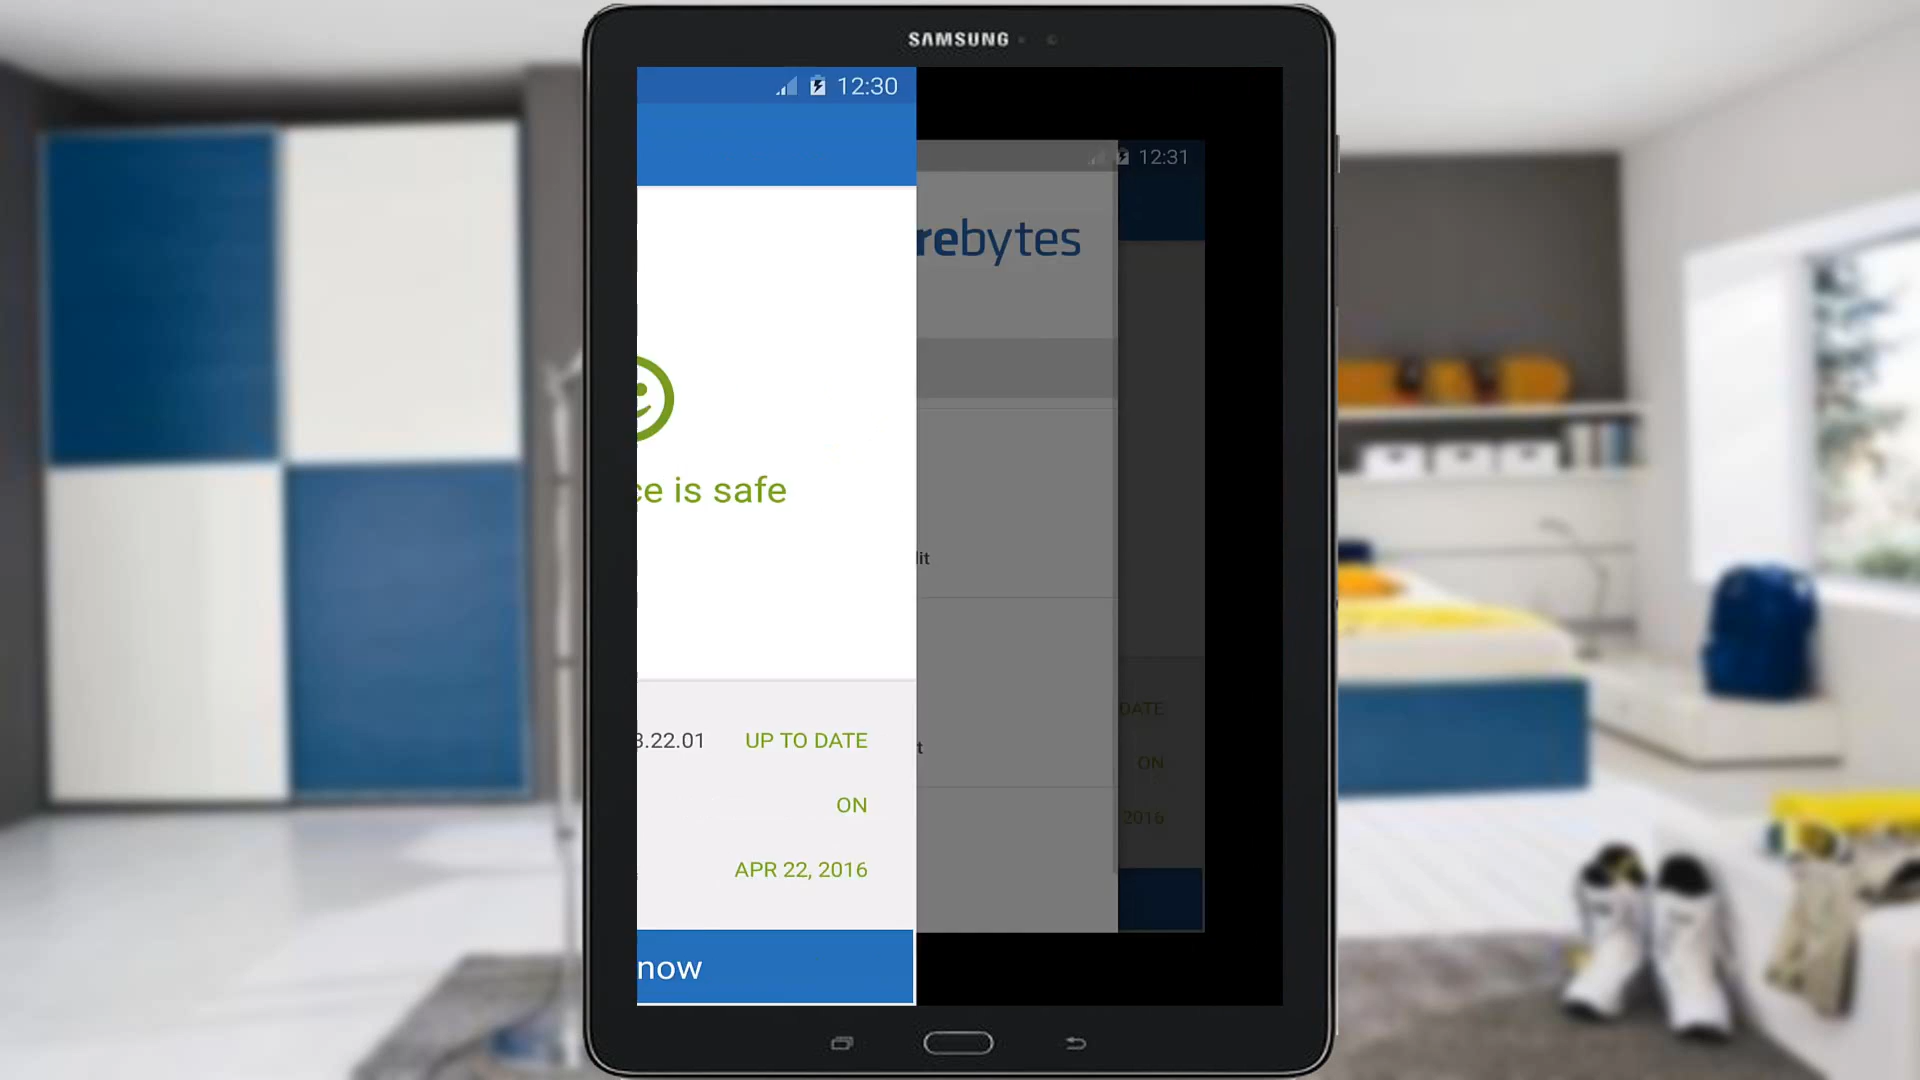 SAMSUNG
12:30
12:31
rebytes
ce is safe
lit
t
3.22.01 UP TO DATE
DATE
ON
ON
APR 22, 2016
2016
now